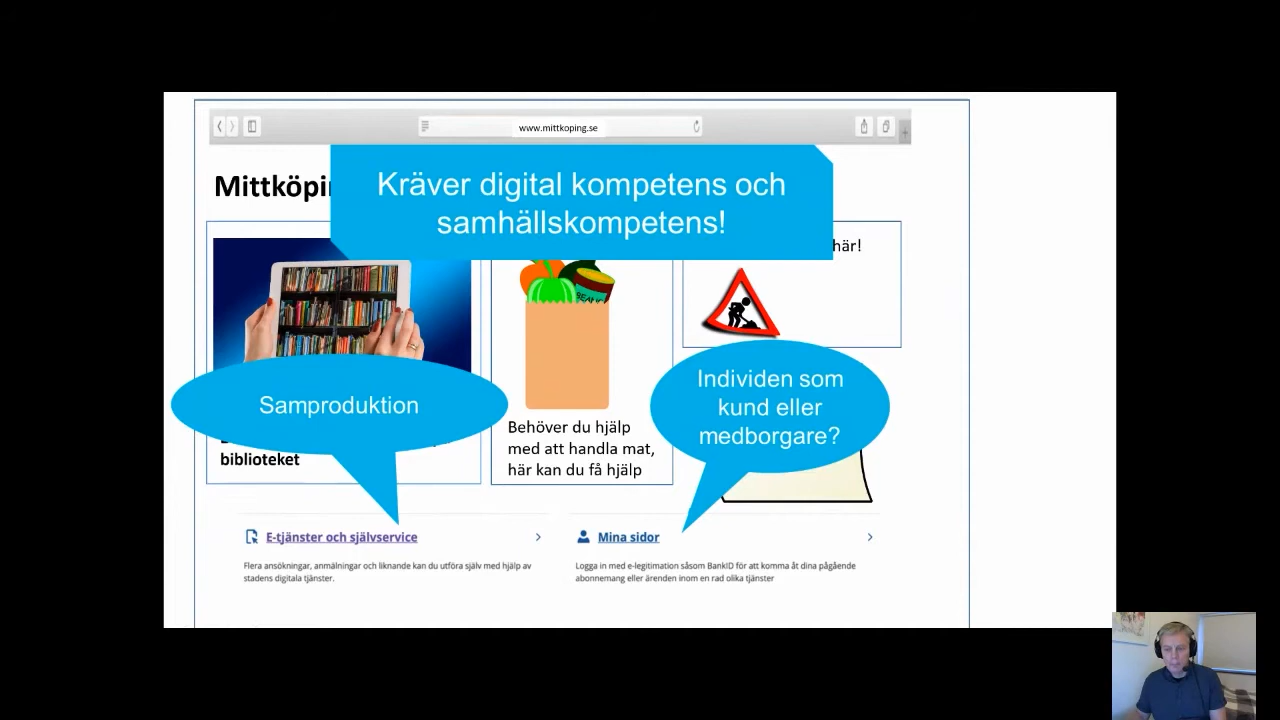 www.mittkoping.se
Kräver digital kompetens och
samhällskompetens!
här!
BEANS
Samproduktion
biblioteket
Behöver du hjälp
med att handla mat,
här kan du få hjälp
Individen som
kund eller
medborgare?
E-tjänster och självservice
Flera ansökningar, anmälningar och liknande kan du utföra själv med hjälp av
stadens digitala tjänster.
Mina sidor
Logga in med e-legitimation såsom BankID för att komma åt dina pågående
abonnemang eller ärenden inom en rad olika tjänster